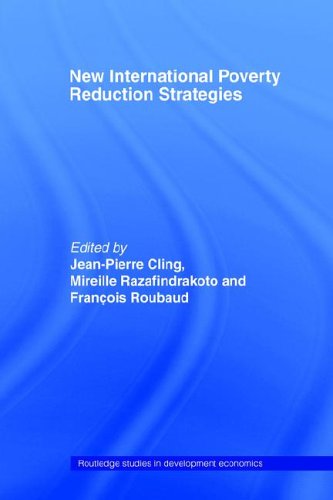 New International Poverty
Reduction Strategies
Edited by
Jean-Pierre Cling,
Mireille Razafindrakoto and
François Roubaud
Routledge studies in development economics